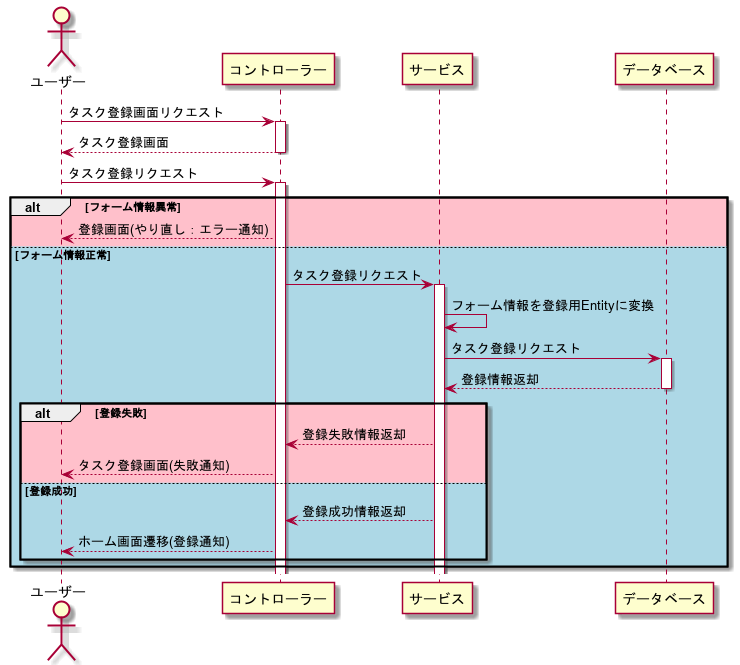 ユーザー
コントローラー
サービス
データベース
タスク登録画面リクエスト
タスク登録画面
タスク登録リクエスト
alt [フォーム情報異常]
登録画面(やり直し：エラー通知)
[フォーム情報正常]
タスク登録リクエスト
フォーム情報を登録用Entityに変換
タスク登録リクエスト
登録情報返却
alt [登録失敗]
登録失敗情報返却
タスク登録画面(失敗通知)
[登録成功]
登録成功情報返却
ホーム画面遷移(登録通知)
ユーザー
コントローラー
サービス
データベース